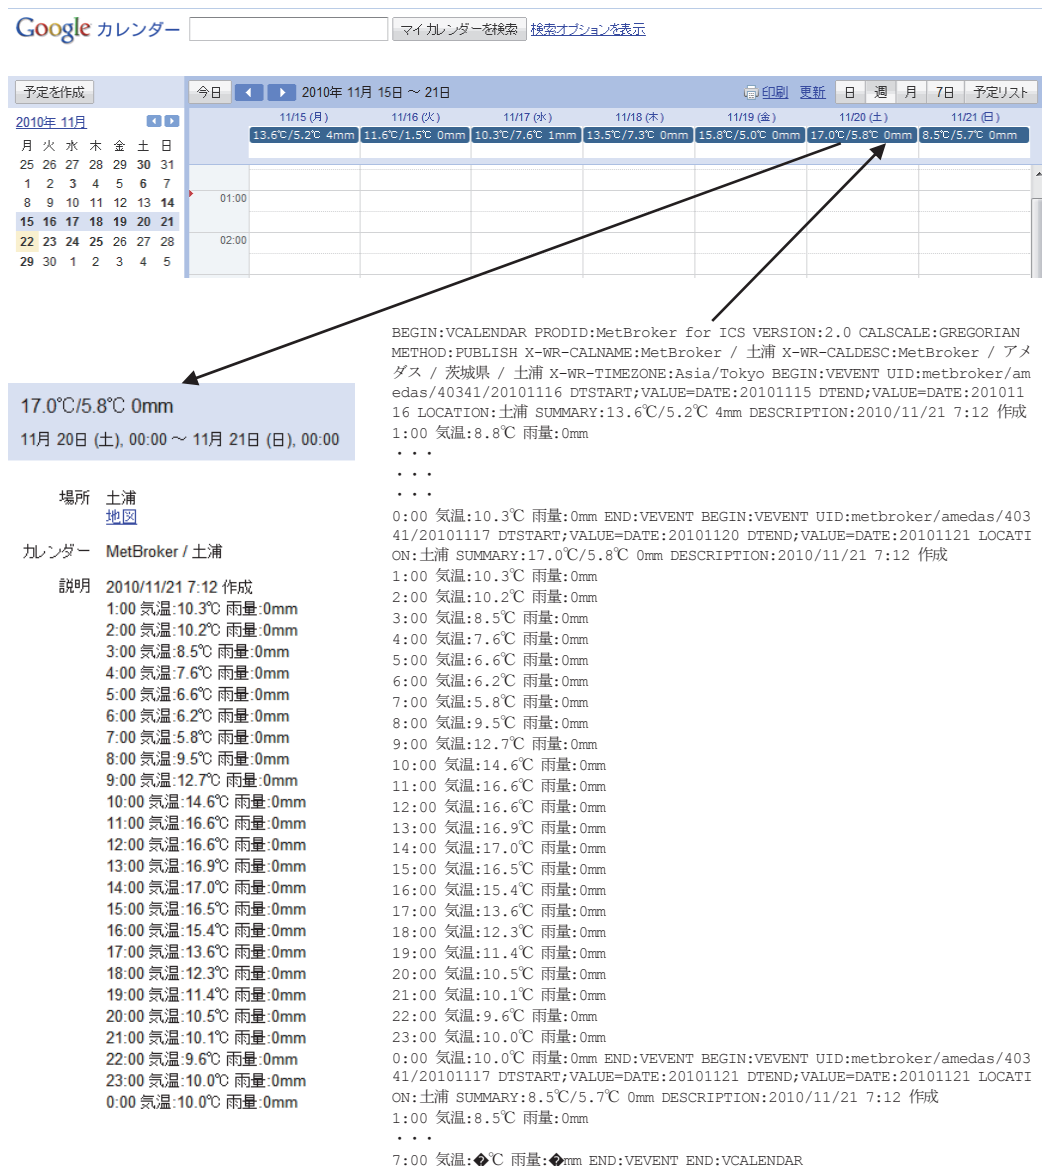 Google カレンダー マイ カレンダーを検索 検索オプションを表示
予定を作成
2010年 11月
月 火 水 木 金 土 日
25 26 27 28 29 30 31
1 2 3 4 5 6 7
8 9 10 11 12 13 14
15 16 17 18 19 20 21
22 23 24 25 26 27 28
29 30 1 2 3 4 5
今日 2010年 11月 15日 ～ 21日 印刷 更新 日 週 月 7日 予定リスト
11/15 (月) 11/16 (火) 11/17 (水) 11/18 (木) 11/19 (金) 11/20 (土) 11/21 (日)
13.6℃/5.2℃ 4mm 11.6℃/1.5℃ 0mm 10.3℃/7.6℃ 1mm 13.5℃/7.3℃ 0mm 15.8℃/5.0℃ 0mm 17.0℃/5.8℃ 0mm 8.5℃/5.7℃ 0mm
01:00
02:00
17.0℃/5.8℃ 0mm
11月 20日 (土), 00:00 ～ 11月 21日 (日), 00:00
場所 土浦
地図
カレンダー MetBroker / 土浦
説明 2010/11/21 7:12 作成
1:00 気温:10.3℃ 雨量:0mm
2:00 気温:10.2℃ 雨量:0mm
3:00 気温:8.5℃ 雨量:0mm
4:00 気温:7.6℃ 雨量:0mm
5:00 気温:6.6℃ 雨量:0mm
6:00 気温:6.2℃ 雨量:0mm
7:00 気温:5.8℃ 雨量:0mm
8:00 気温:9.5℃ 雨量:0mm
9:00 気温:12.7℃ 雨量:0mm
10:00 気温:14.6℃ 雨量:0mm
11:00 気温:16.6℃ 雨量:0mm
12:00 気温:16.6℃ 雨量:0mm
13:00 気温:16.9℃ 雨量:0mm
14:00 気温:17.0℃ 雨量:0mm
15:00 気温:16.5℃ 雨量:0mm
16:00 気温:15.4℃ 雨量:0mm
17:00 気温:13.6℃ 雨量:0mm
18:00 気温:12.3℃ 雨量:0mm
19:00 気温:11.4℃ 雨量:0mm
20:00 気温:10.5℃ 雨量:0mm
21:00 気温:10.1℃ 雨量:0mm
22:00 気温:9.6℃ 雨量:0mm
23:00 気温:10.0℃ 雨量:0mm
0:00 気温:10.0℃ 雨量:0mm
BEGIN:VCALENDAR PRODID:MetBroker for ICS VERSION:2.0 CALSCALE:GREGORIAN
METHOD:PUBLISH X-WR-CALNAME:MetBroker / 土浦 X-WR-CALDESC:MetBroker / アメ
ダス / 茨城県 / 土浦 X-WR-TIMEZONE:Asia/Tokyo BEGIN:VEVENT UID:metbroker/am
edas/40341/20101116 DTSTART;VALUE=DATE:20101115 DTEND;VALUE=DATE:201011
16 LOCATION:土浦 SUMMARY:13.6℃/5.2℃ 4mm DESCRIPTION:2010/11/21 7:12 作成
1:00 気温:8.8℃ 雨量:0mm
・・・
・・・
・・・
0:00 気温:10.3℃ 雨量:0mm END:VEVENT BEGIN:VEVENT UID:metbroker/amedas/403
41/20101117 DTSTART;VALUE=DATE:20101120 DTEND;VALUE=DATE:20101121 LOCATI
ON:土浦 SUMMARY:17.0℃/5.8℃ 0mm DESCRIPTION:2010/11/21 7:12 作成
1:00 気温:10.3℃ 雨量:0mm
2:00 気温:10.2℃ 雨量:0mm
3:00 気温:8.5℃ 雨量:0mm
4:00 気温:7.6℃ 雨量:0mm
5:00 気温:6.6℃ 雨量:0mm
6:00 気温:6.2℃ 雨量:0mm
7:00 気温:5.8℃ 雨量:0mm
8:00 気温:9.5℃ 雨量:0mm
9:00 気温:12.7℃ 雨量:0mm
10:00 気温:14.6℃ 雨量:0mm
11:00 気温:16.6℃ 雨量:0mm
12:00 気温:16.6℃ 雨量:0mm
13:00 気温:16.9℃ 雨量:0mm
14:00 気温:17.0℃ 雨量:0mm
15:00 気温:16.5℃ 雨量:0mm
16:00 気温:15.4℃ 雨量:0mm
17:00 気温:13.6℃ 雨量:0mm
18:00 気温:12.3℃ 雨量:0mm
19:00 気温:11.4℃ 雨量:0mm
20:00 気温:10.5℃ 雨量:0mm
21:00 気温:10.1℃ 雨量:0mm
22:00 気温:9.6℃ 雨量:0mm
23:00 気温:10.0℃ 雨量:0mm
0:00 気温:10.0℃ 雨量:0mm END:VEVENT BEGIN:VEVENT UID:metbroker/amedas/403
41/20101117 DTSTART;VALUE=DATE:20101121 DTEND;VALUE=DATE:20101121 LOCATI
ON:土浦 SUMMARY:8.5℃/5.7℃ 0mm DESCRIPTION:2010/11/21 7:12 作成
1:00 気温:8.5℃ 雨量:0mm
・・・
7:00 気温:�℃ 雨量:�mm END:VEVENT END:VCALENDAR